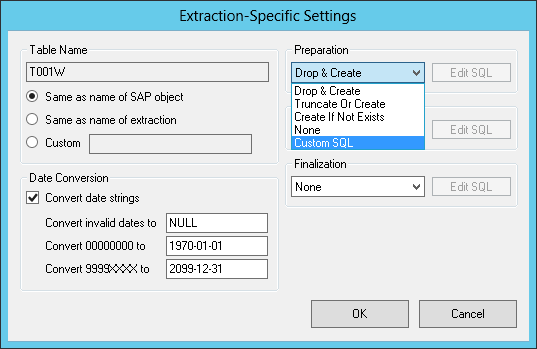 Extraction-Specific Settings
Table Name
T001W
Same as name of SAP object
Same as name of extraction
Custom
Date Conversion
Convert date strings
Convert invalid dates to NULL
Convert 00000000 to 1970-01-01
Convert 9999XXXX to 2099-12-31
Preparation
Drop & Create Edit SQL
Drop & Create
Truncate Or Create
Create If Not Exists
None
Custom SQL
Edit SQL
Finalization
None Edit SQL
OK Cancel